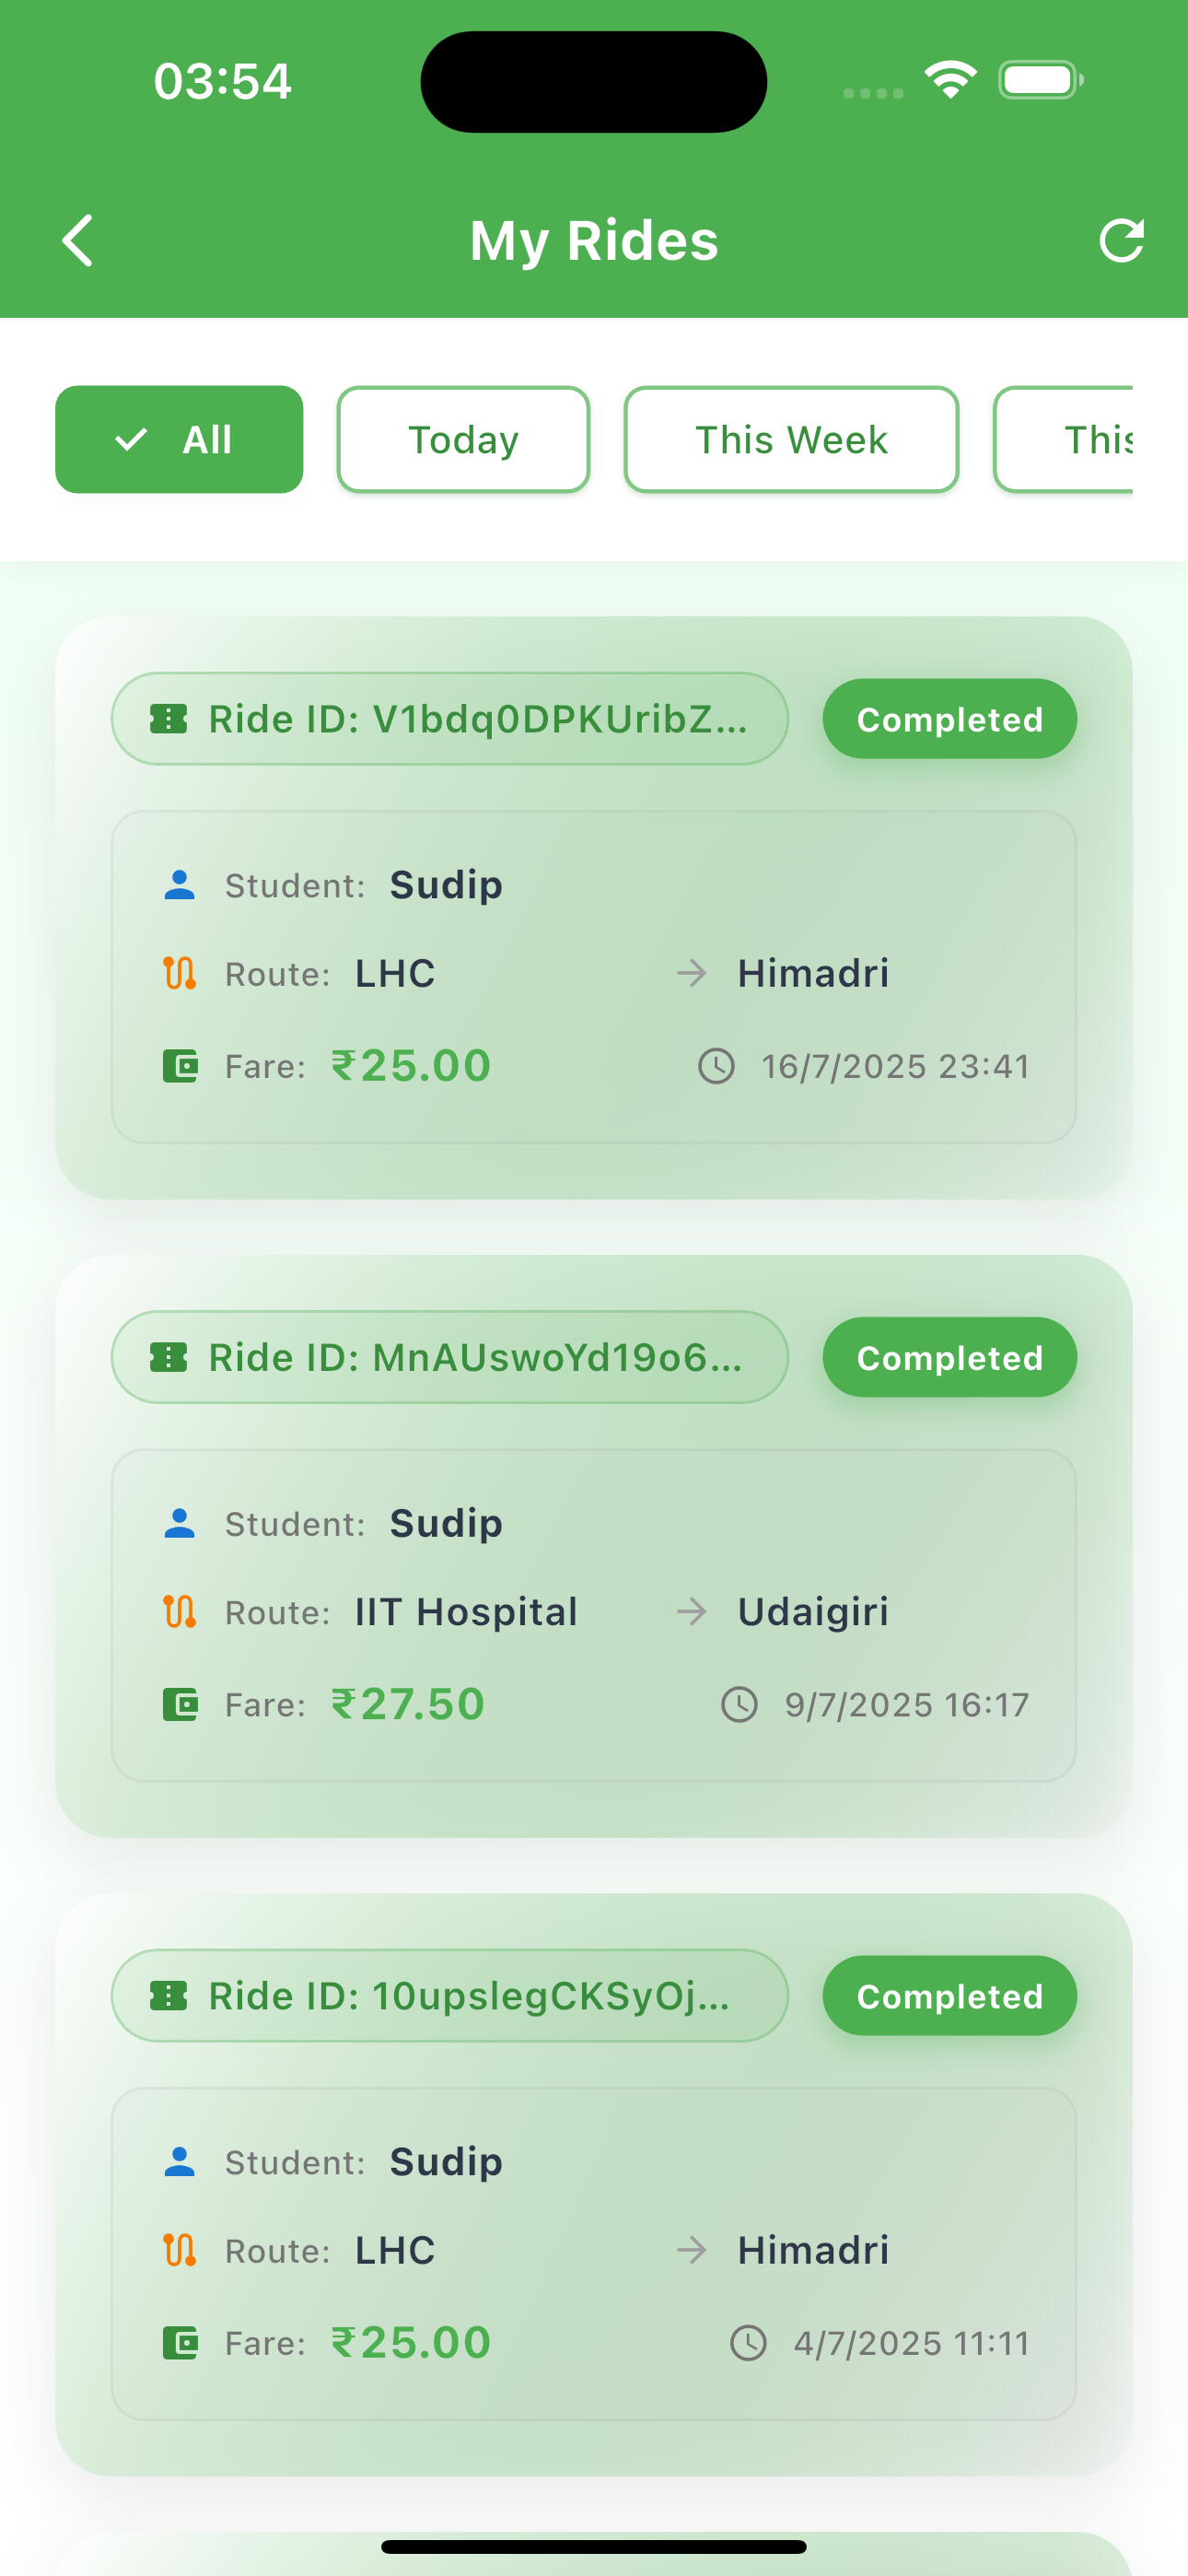 03:54
My Rides
All
Today
This Week
This
Ride ID: V1bdq0DPKUribZ...
Completed
Student: Sudip
Route: LHC → Himadri
Fare: ₹25.00
16/7/2025 23:41
Ride ID: MnAUswoYd19o6...
Completed
Student: Sudip
Route: IIT Hospital → Udaigiri
Fare: ₹27.50
9/7/2025 16:17
Ride ID: 10upslegCKSyOj...
Completed
Student: Sudip
Route: LHC → Himadri
Fare: ₹25.00
4/7/2025 11:11